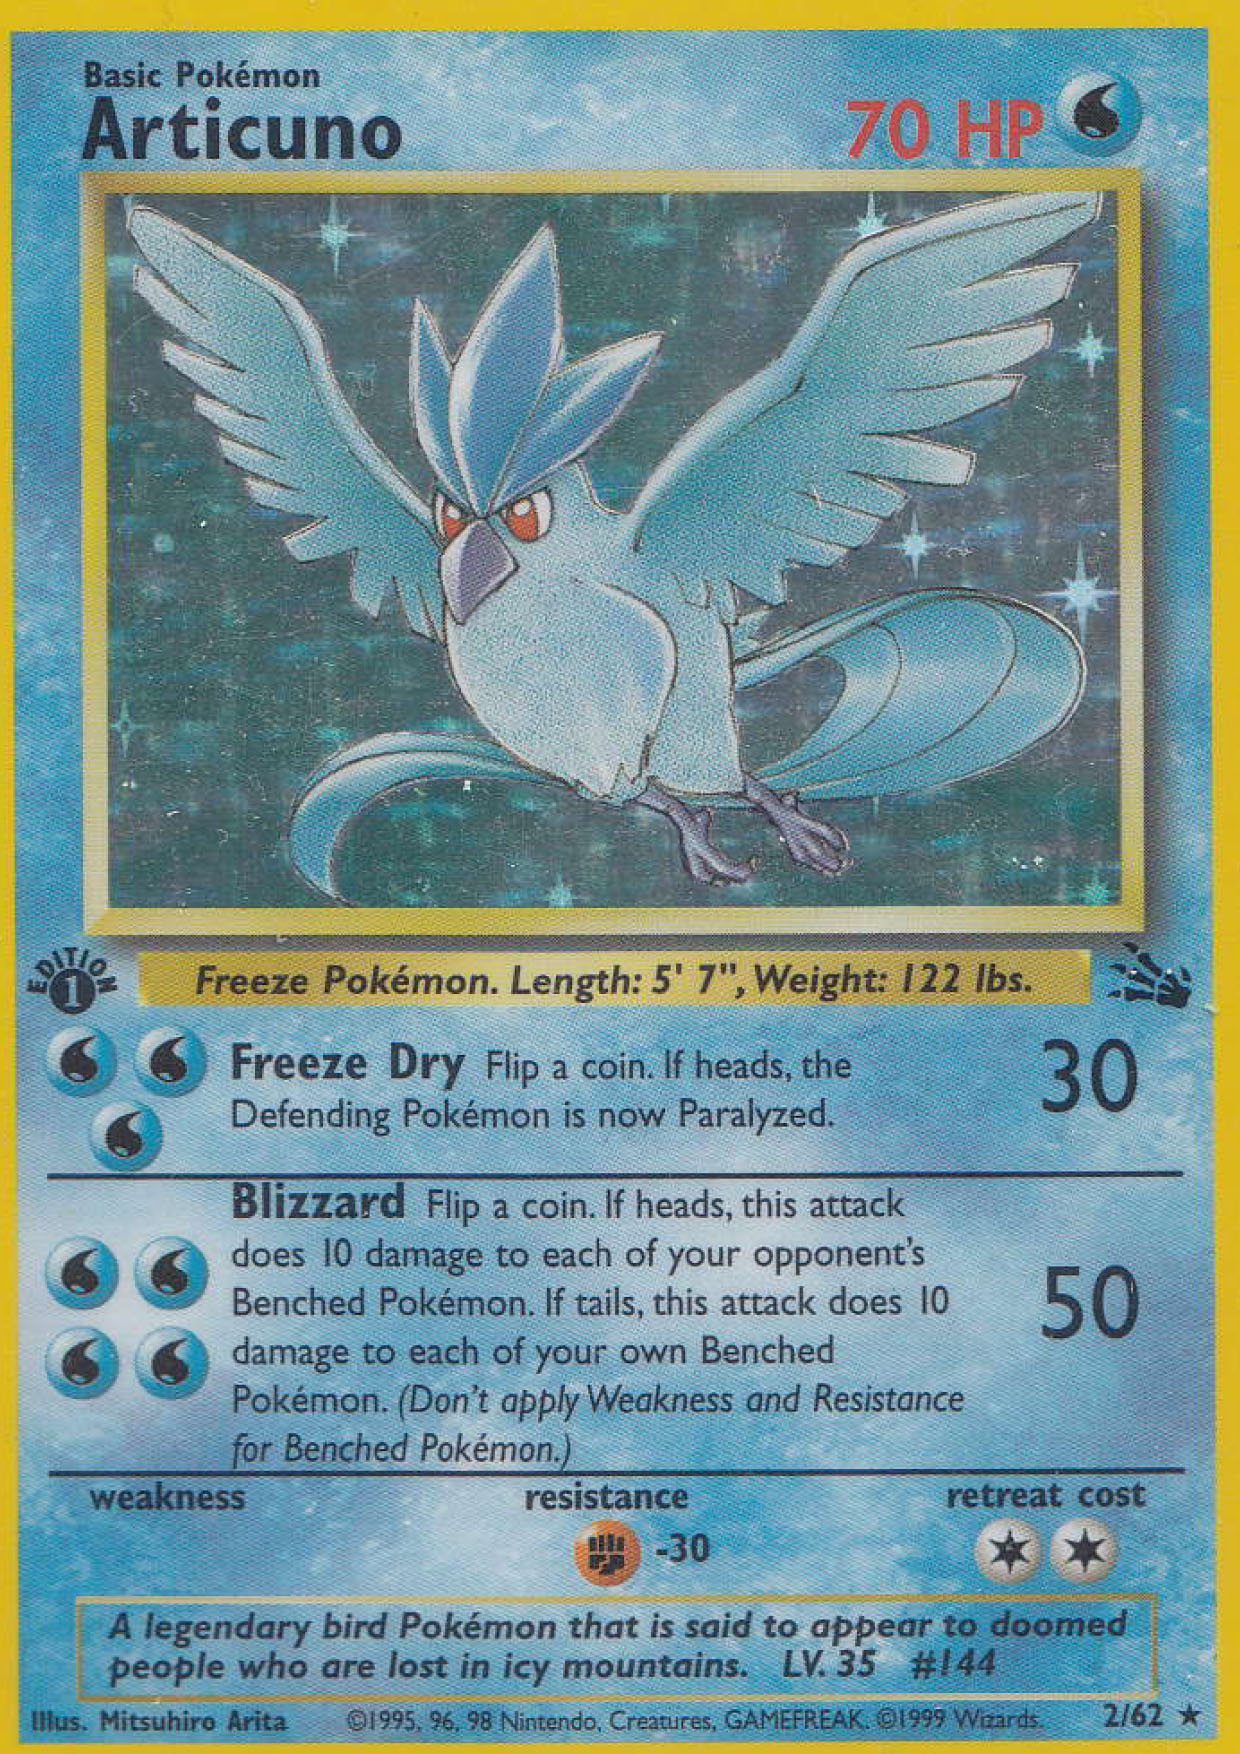 Basic Pokémon
Articuno
70 HP
EDITION
1
Freeze Pokémon. Length: 5' 7", Weight: 122 lbs.
Freeze Dry Flip a coin. If heads, the
Defending Pokémon is now Paralyzed.
30
Blizzard Flip a coin. If heads, this attack
does 10 damage to each of your opponent's
Benched Pokémon. If tails, this attack does 10
damage to each of your own Benched
Pokémon. (Don't apply Weakness and Resistance
for Benched Pokémon.)
50
weakness resistance retreat cost
-30
A legendary bird Pokémon that is said to appear to doomed
people who are lost in icy mountains. LV. 35 #144
Illus. Mitsuhiro Arita ©1995, 96, 98 Nintendo, Creatures, GAMEFREAK. ©1999 Wizards. 2/62 ★